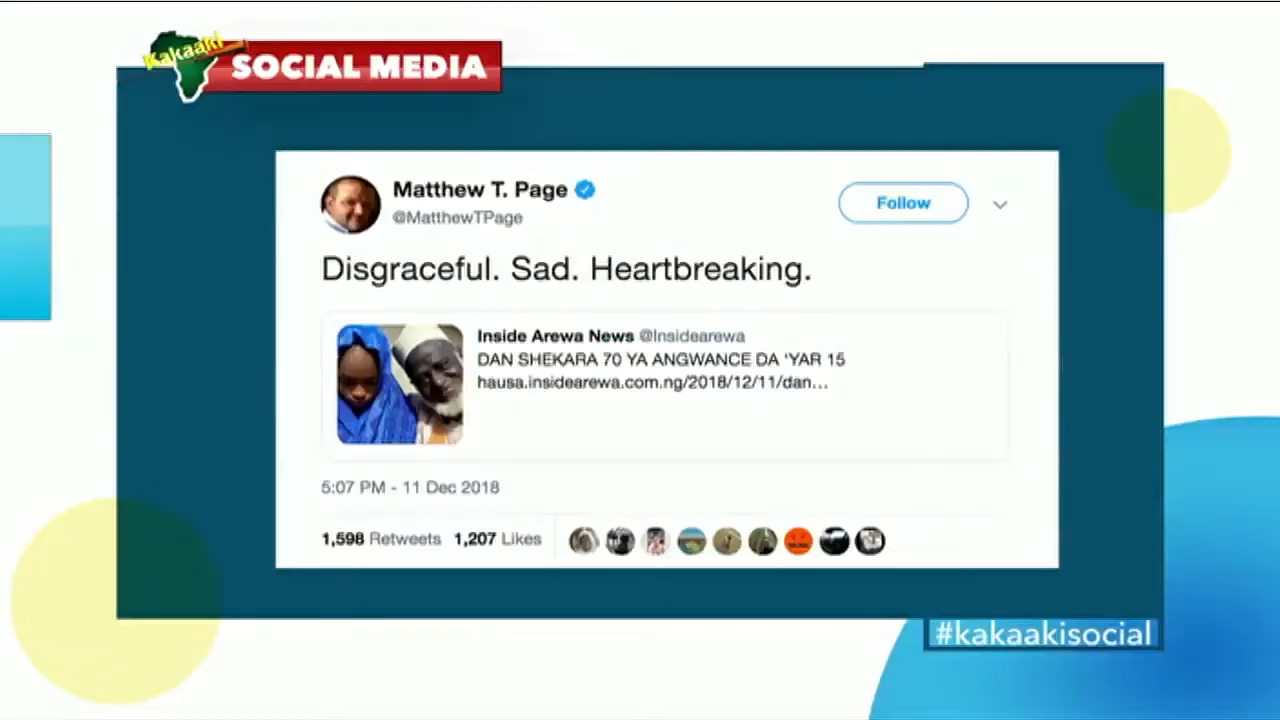 Kakaaki
SOCIAL MEDIA
Matthew T. Page
@MatthewTPage
Follow
Disgraceful. Sad. Heartbreaking.
Inside Arewa News @Insidearewa
DAN SHEKARA 70 YA ANGWANCE DA 'YAR 15
hausa.insidearewa.com.ng/2018/12/11/dan...
5:07 PM - 11 Dec 2018
1,598 Retweets 1,207 Likes
#kakaakisocial